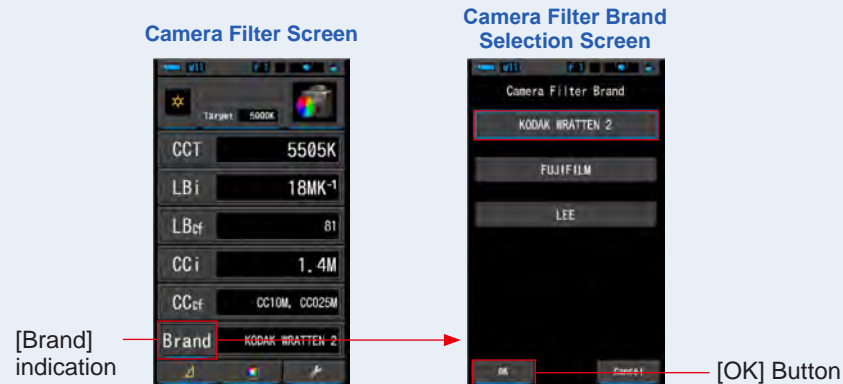 Camera Filter Screen
Camera Filter Brand
Selection Screen
Target 5000K
CCT 5505K
LBi 18MK-1
LBcf 81
CCi 1.4M
CCcf CC10M, CC025M
Brand KODAK WRATTEN 2
[Brand]
indication
Camera Filter Brand
KODAK WRATTEN 2
FUJIFILM
LEE
OK Cancel
[OK] Button